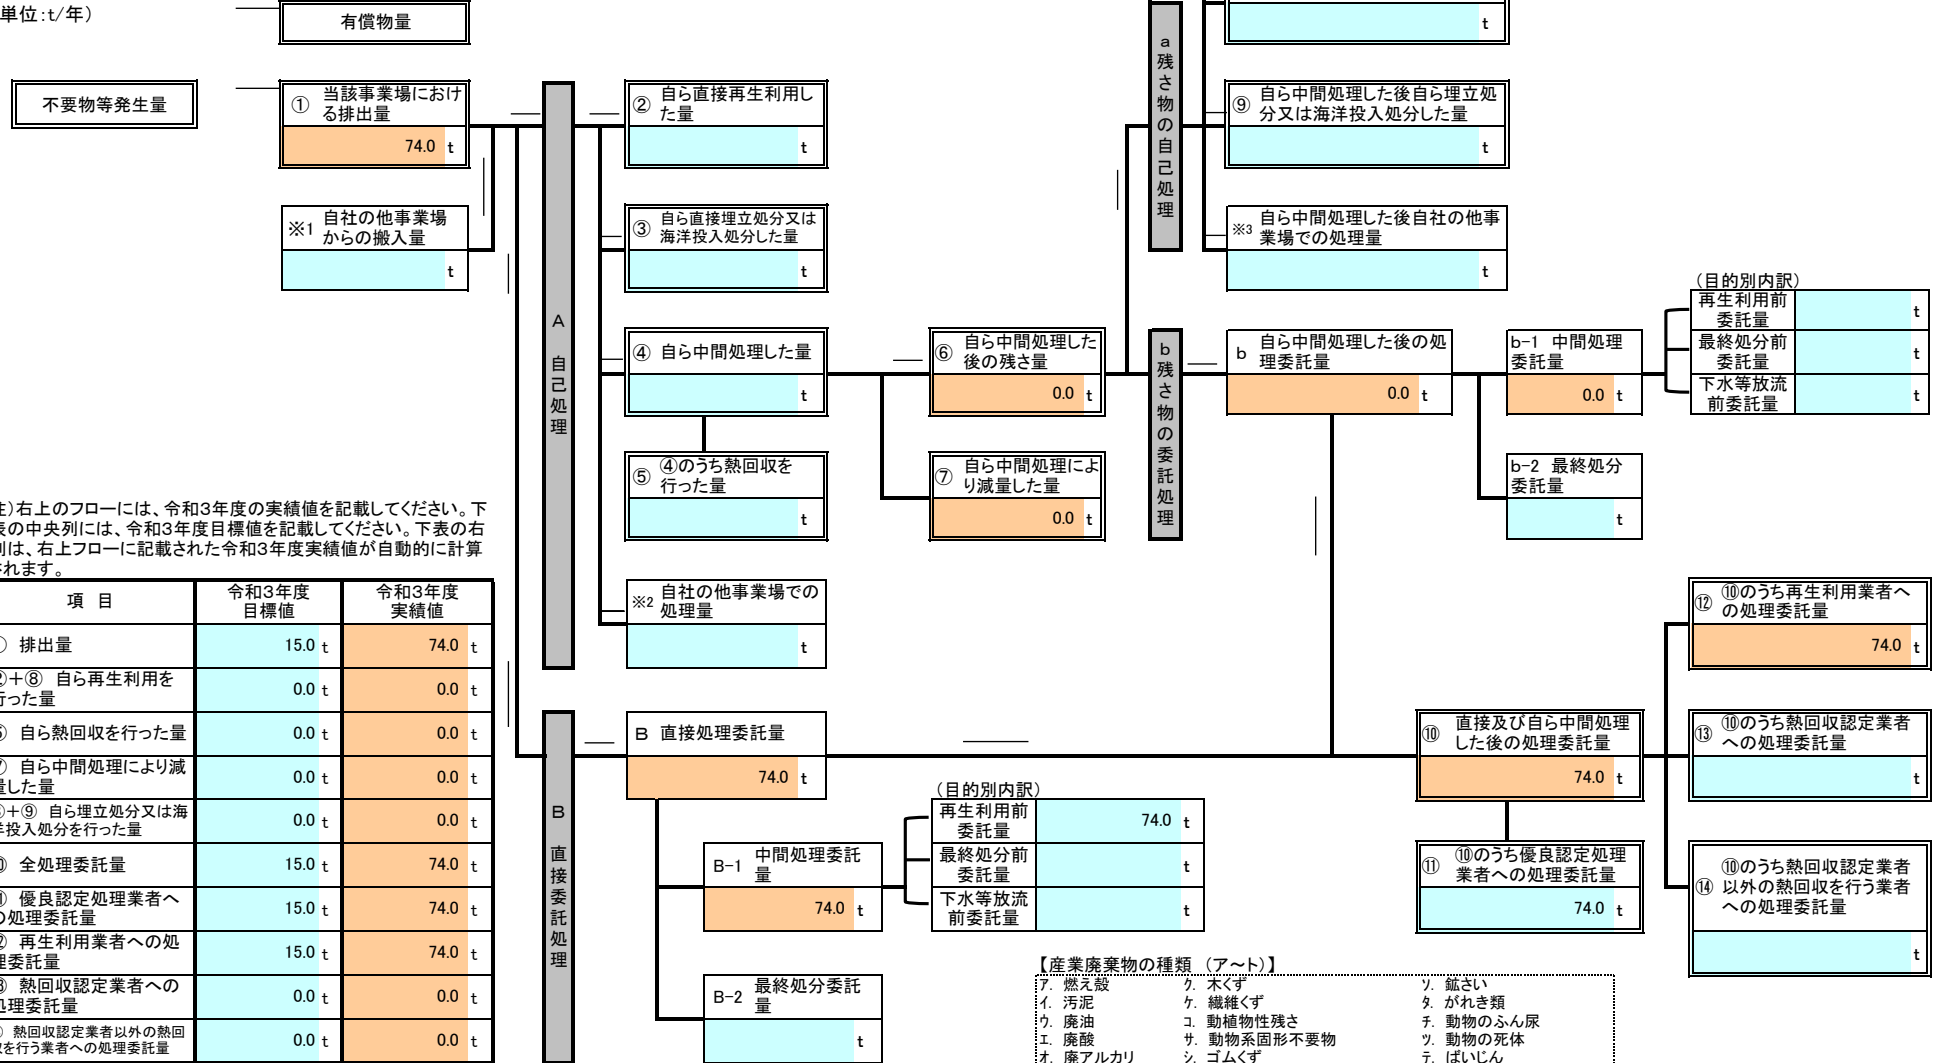 単位:t/年）
有償物量
不要物等発生量
① 当該事業場におけ
る排出量
74.0 t
※1 自社の他事業場
からの搬入量
t
A 自己処理
② 自ら直接再生利用し
た量
t
③ 自ら直接埋立処分又は
海洋投入処分した量
t
④ 自ら中間処理した量
t
⑤ ④のうち熱回収を
行った量
t
※2 自社の他事業場での
処理量
t
⑥ 自ら中間処理した
後の残さ量
0.0 t
⑦ 自ら中間処理によ
り減量した量
0.0 t
a残さ物の自己処理
t
⑨ 自ら中間処理した後自ら埋立処
分又は海洋投入処分した量
t
※3 自ら中間処理した後自社の他事
業場での処理量
t
b残さ物の委託処理
b 自ら中間処理した後の処
理委託量
0.0 t
b-1 中間処理
委託量
0.0 t
b-2 最終処分
委託量
t
（目的別内訳）
再生利用前
委託量
t
最終処分前
委託量
t
下水等放流
前委託量
t
）右上のフローには、令和3年度の実績値を記載してください。下
の中央列には、令和3年度目標値を記載してください。下表の右
は、右上フローに記載された令和3年度実績値が自動的に計算
れます。
項 目 令和3年度
目標値 令和3年度
実績値
排出量 15.0 t 74.0 t
＋⑧ 自ら再生利用を
った量 0.0 t 0.0 t
自ら熱回収を行った量 0.0 t 0.0 t
自ら中間処理により減
した量 0.0 t 0.0 t
＋⑨ 自ら埋立処分又は海
投入処分を行った量 0.0 t 0.0 t
全処理委託量 15.0 t 74.0 t
優良認定処理業者へ
の処理委託量 15.0 t 74.0 t
再生利用業者への処
理委託量 15.0 t 74.0 t
熱回収認定業者への
処理委託量 0.0 t 0.0 t
熱回収認定業者以外の熱回
を行う業者への処理委託量 0.0 t 0.0 t
B 直接委託処理
B 直接処理委託量
74.0 t
B-1 中間処理委託
量
74.0 t
B-2 最終処分委託
量
t
（目的別内訳）
再生利用前
委託量
74.0 t
最終処分前
委託量
t
下水等放流
前委託量
t
⑩ 直接及び自ら中間処理
した後の処理委託量
74.0 t
⑪ ⑩のうち優良認定処理
業者への処理委託量
74.0 t
⑫ ⑩のうち再生利用業者へ
の処理委託量
74.0 t
⑬ ⑩のうち熱回収認定業者
への処理委託量
t
⑭ ⑩のうち熱回収認定業者
以外の熱回収を行う業者
への処理委託量
t
【産業廃棄物の種類 （ア～ト）】
ｱ. 燃え殻 ｸ. 木くず ｿ. 鉱さい
ｲ. 汚泥 ｹ. 繊維くず ﾀ. がれき類
ｳ. 廃油 ｺ. 動植物性残さ ﾁ. 動物のふん尿
ｴ. 廃酸 ｻ. 動物系固形不要物 ﾂ. 動物の死体
ｵ. 廃アルカリ ｼ. ゴムくず ﾃ. ばいじん